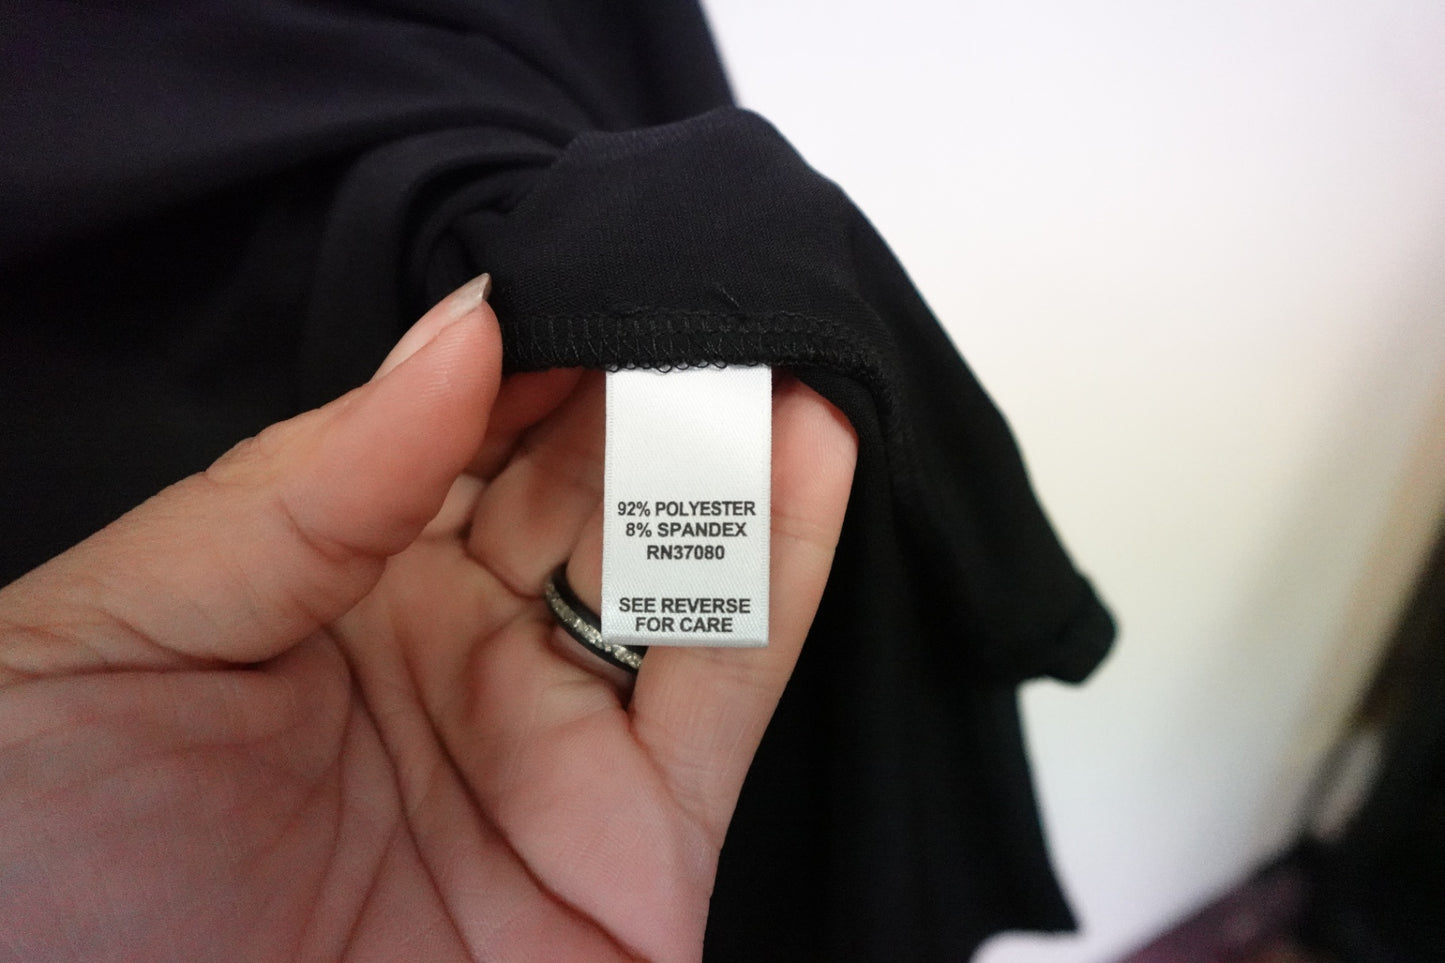 92% POLYESTER
8% SPANDEX
RN37080
SEE REVERSE
FOR CARE